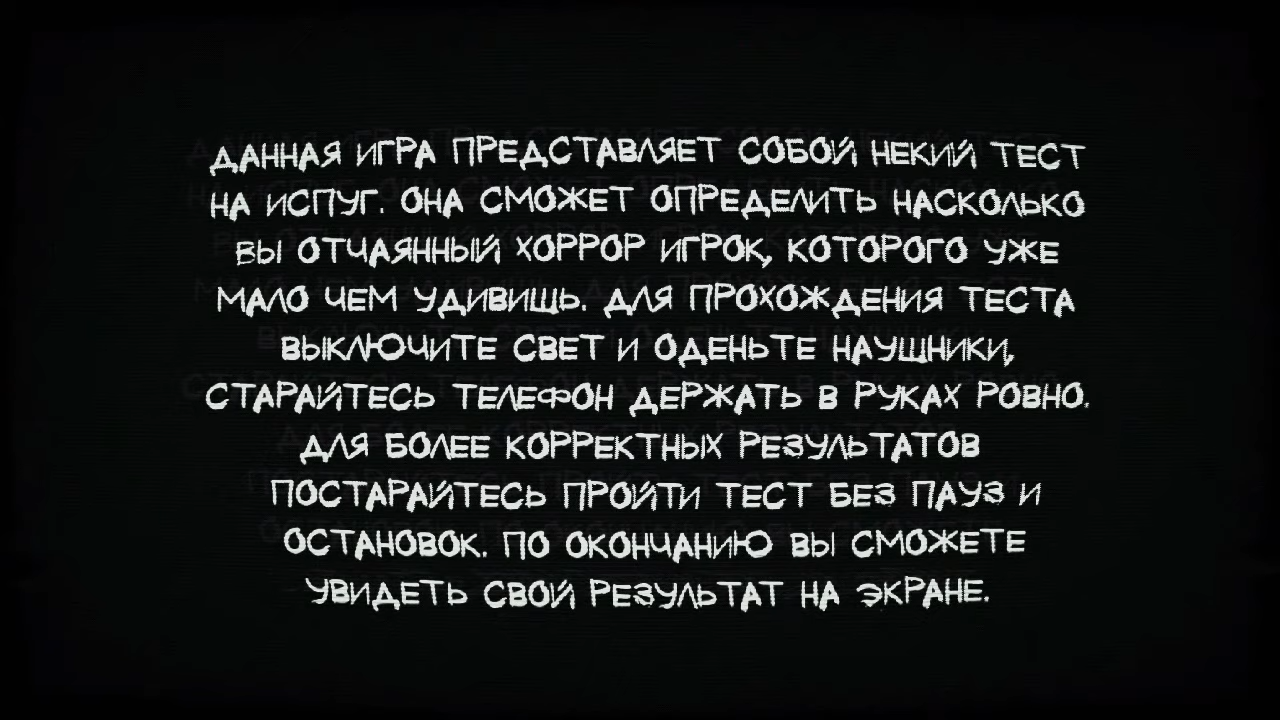 ДАННАЯ ИГРА ПРЕДСТАВЛЯЕТ СОБОЙ НЕКИЙ ТЕСТ
НА ИСПУГ. ОНА СМОЖЕТ ОПРЕДЕЛИТЬ НАСКОЛЬКО
ВЫ ОТЧАЯННЫЙ ХОРРОР ИГРОК, КОТОРОГО УЖЕ
МАЛО ЧЕМ УДИВИШЬ. ДЛЯ ПРОХОЖДЕНИЯ ТЕСТА
ВЫКЛЮЧИТЕ СВЕТ И ОДЕНЬТЕ НАУШНИКИ,
СТАРАЙТЕСЬ ТЕЛЕФОН ДЕРЖАТЬ В РУКАХ РОВНО.
ДЛЯ БОЛЕЕ КОРРЕКТНЫХ РЕЗУЛЬТАТОВ
ПОСТАРАЙТЕСЬ ПРОЙТИ ТЕСТ БЕЗ ПАУЗ И
ОСТАНОВОК. ПО ОКОНЧАНИЮ ВЫ СМОЖЕТЕ
УВИДЕТЬ СВОЙ РЕЗУЛЬТАТ НА ЭКРАНЕ.